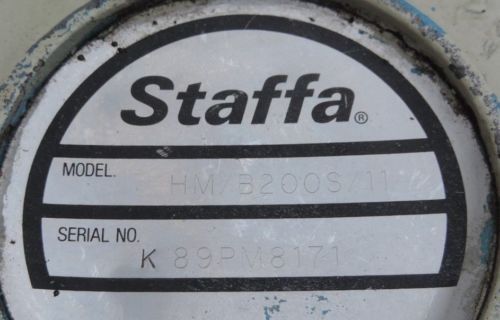 Staffa®
MODEL. HM/B200S/11
SERIAL NO. K 89PM8171